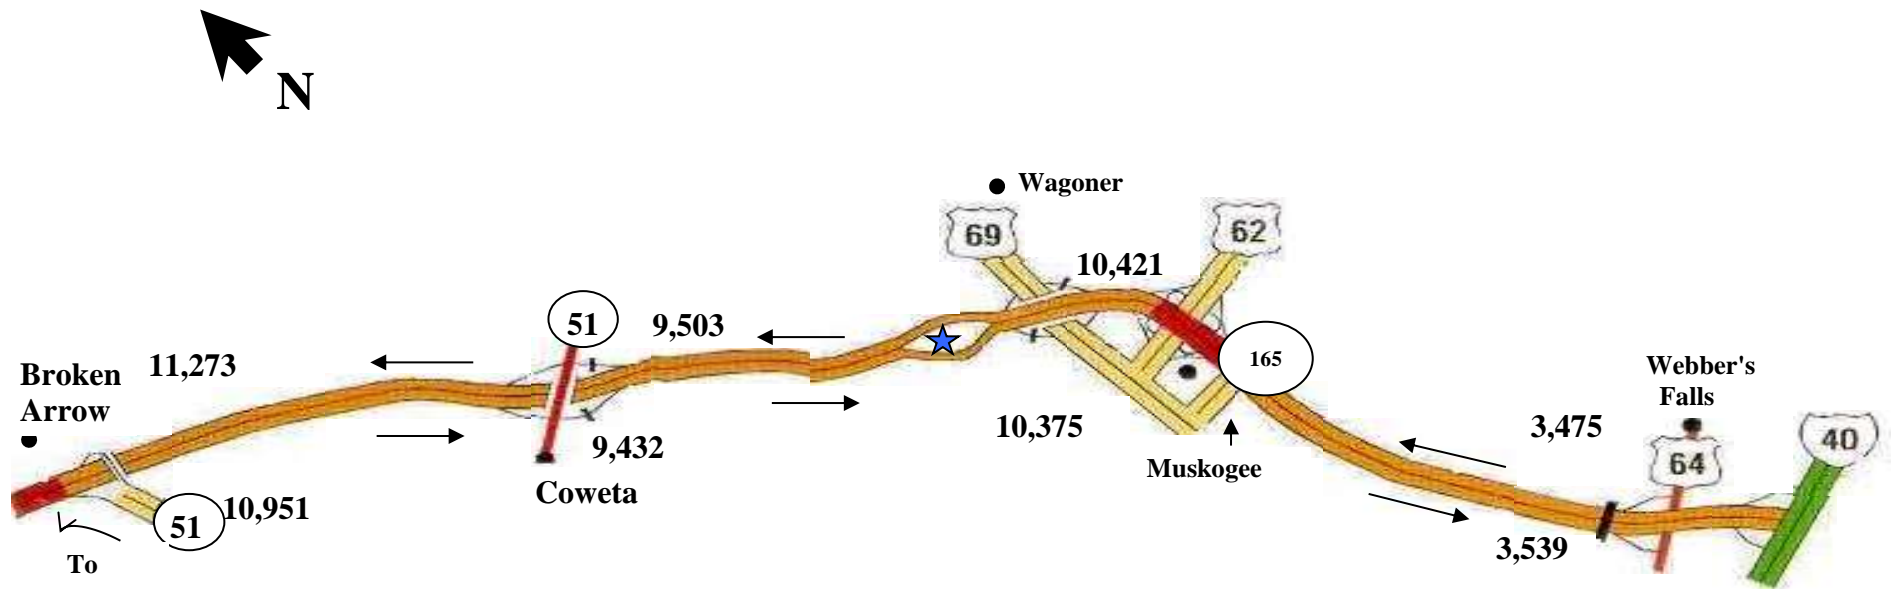 N
Wagoner
69
62
10,421
51
9,503
165
Broken
Arrow
11,273
Webber's
Falls
10,375
3,475
40
9,432
Muskogee
64
Coweta
51
10,951
3,539
To